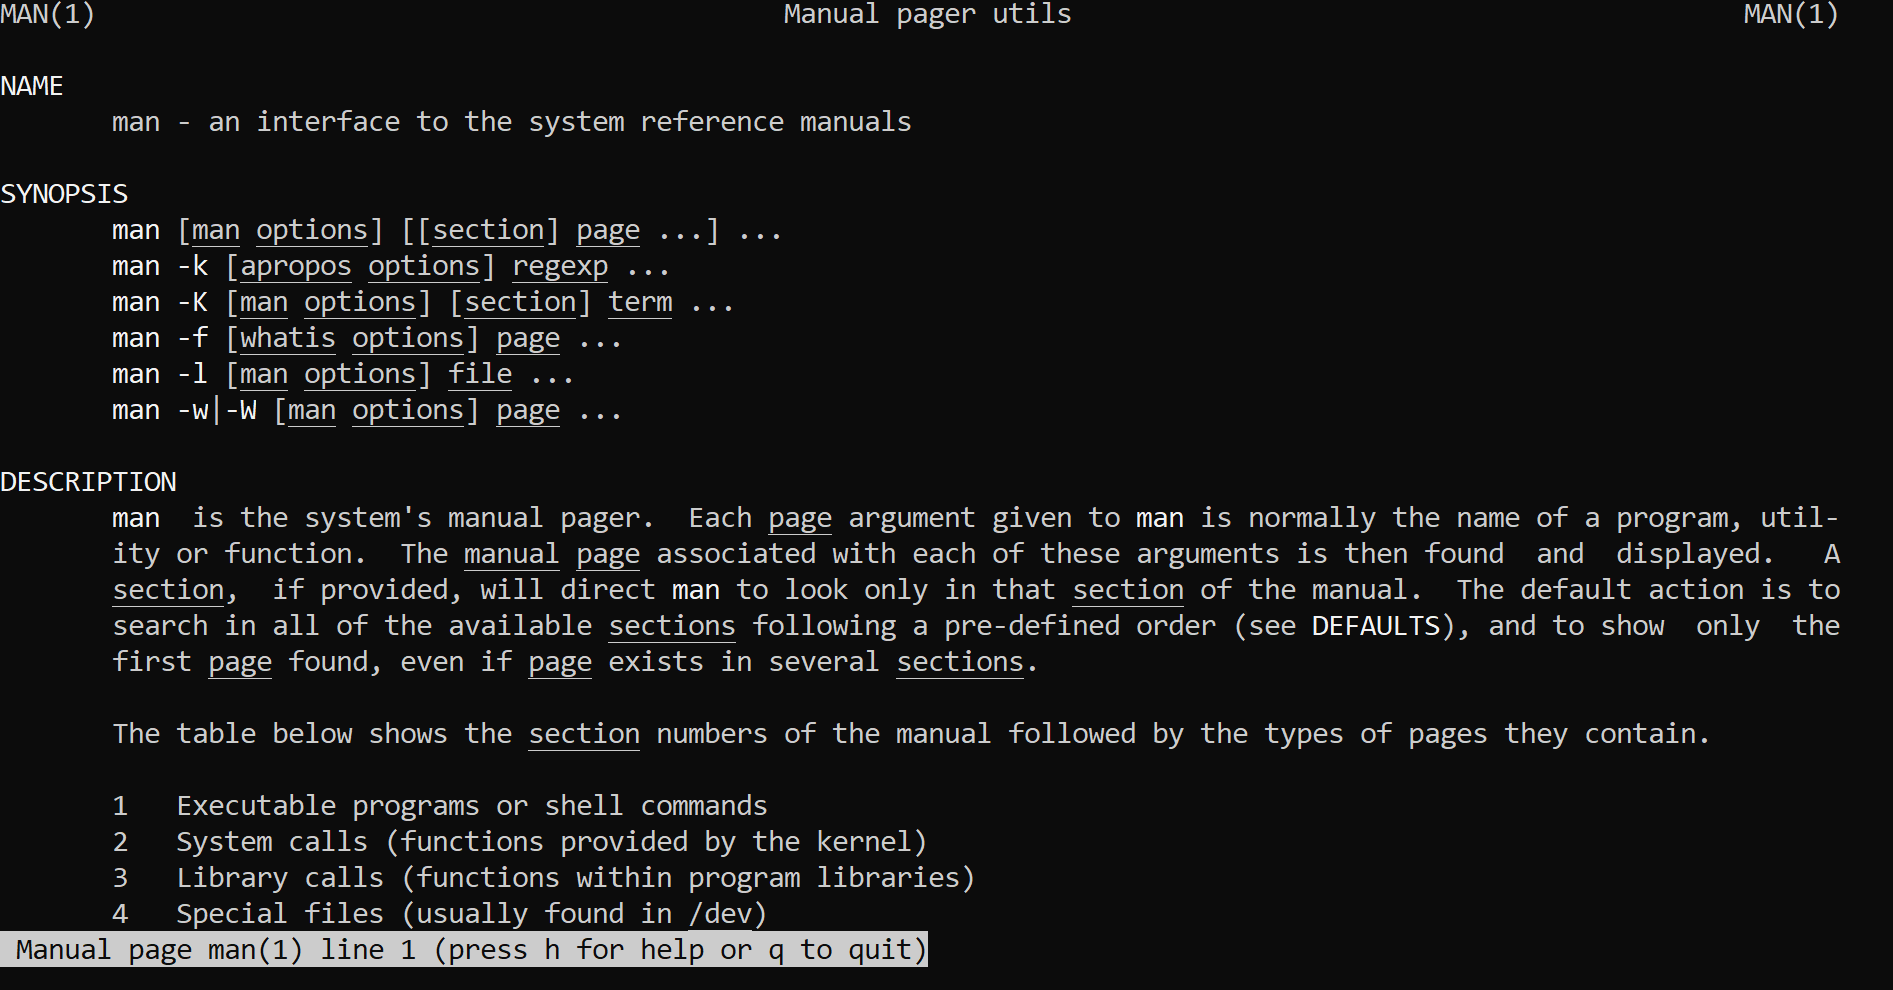 MAN(1) Manual pager utils MAN(1)
NAME
man - an interface to the system reference manuals
SYNOPSIS
man [man options] [[section] page ...] ...
man -k [apropos options] regexp ...
man -K [man options] [section] term ...
man -f [whatis options] page ...
man -l [man options] file ...
man -w|-W [man options] page ...
DESCRIPTION
man  is the system's manual pager.  Each page argument given to man is normally the name of a program, util-
ity or function.  The manual page associated with each of these arguments is then found  and  displayed.   A
section,  if provided, will direct man to look only in that section of the manual.  The default action is to
search in all of the available sections following a pre-defined order (see DEFAULTS), and to show  only  the
first page found, even if page exists in several sections.
The table below shows the section numbers of the manual followed by the types of pages they contain.
1   Executable programs or shell commands
2   System calls (functions provided by the kernel)
3   Library calls (functions within program libraries)
4   Special files (usually found in /dev)
Manual page man(1) line 1 (press h for help or q to quit)